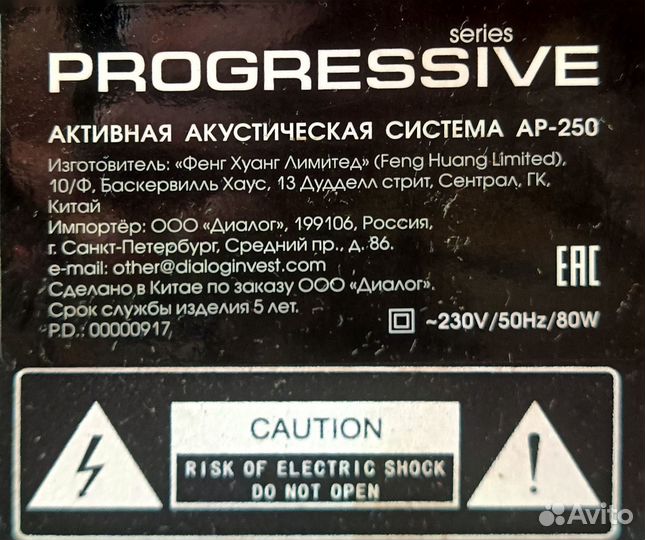 series
PROGRESSIVE
АКТИВНАЯ АКУСТИЧЕСКАЯ СИСТЕМА AP-250
Изготовитель: «Фенг Хуанг Лимитед» (Feng Huang Limited),
10/Ф, Баскервилль Хаус, 13 Дудделл стрит, Сентрал, ГК,
Китай
Импортёр: ООО «Диалог», 199106, Россия,
г. Санкт-Петербург, Средний пр., д. 86.
e-mail: other@dialoginvest.com
Сделано в Китае по заказу ООО «Диалог».
Срок службы изделия 5 лет.
P.D.: 00000917
EAC
~230V/50Hz/80W
CAUTION
RISK OF ELECTRIC SHOCK
DO NOT OPEN
Avito